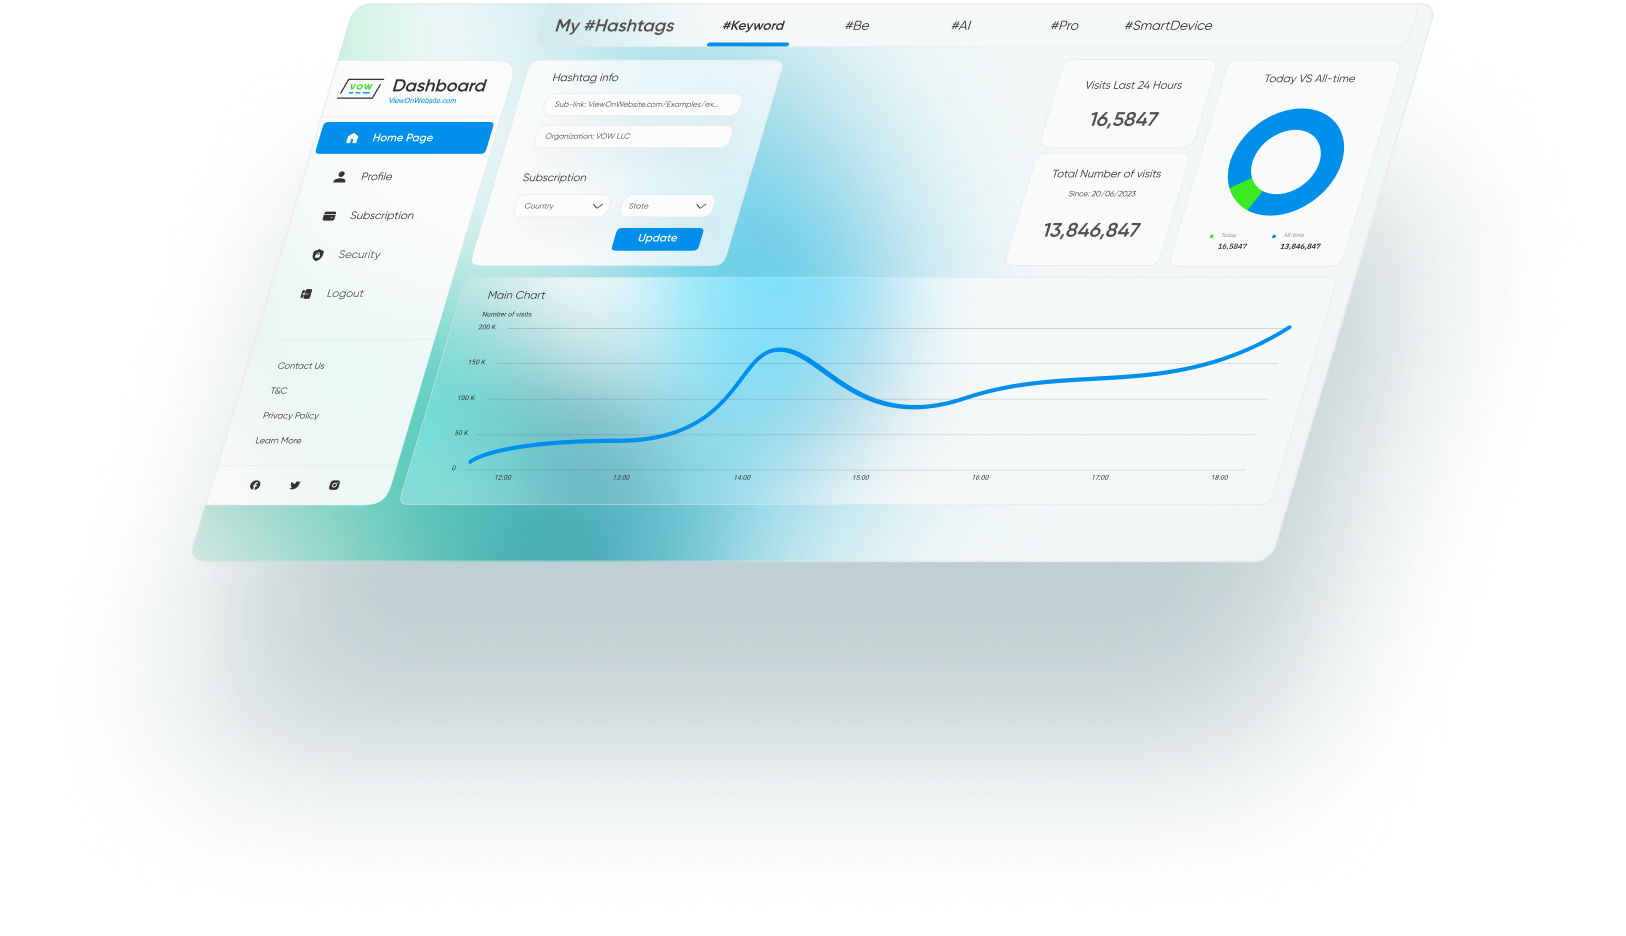 My #Hashtags
#Keyword
#Be
#AI
#Pro
#SmartDevice
VOW
Dashboard
ViewOnWebsite.com
Home Page
Profile
Subscription
Security
Logout
Contact Us
T&C
Privacy Policy
Learn More
Hashtag info
Sub-link: ViewOnWebsite.com/Examples/ex...
Organization: VOW LLC
Subscription
Country
State
Update
Visits Last 24 Hours
16,5847
Total Number of visits
Since: 20/06/2023
13,846,847
Today VS All-time
Today
16,5847
All-time
13,846,847
Main Chart
Number of visits
200 K
150 K
100 K
50 K
0
12:00
13:00
14:00
15:00
16:00
17:00
18:00